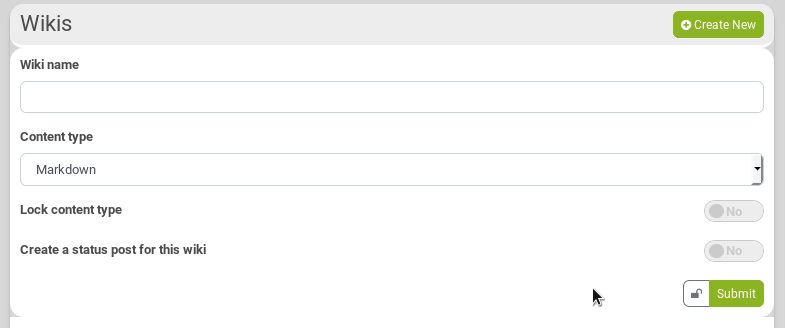 Wikis
Create New
Wiki name
Content type
Markdown
Lock content type
No
Create a status post for this wiki
No
Submit